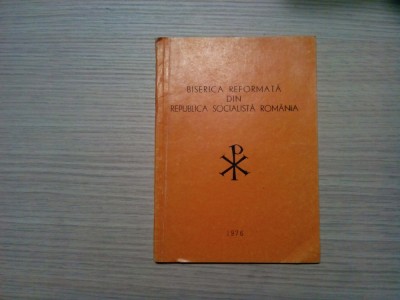 BISERICA REFORMATĂ
DIN
REPUBLICA SOCIALISTĂ ROMÂNIA
1976